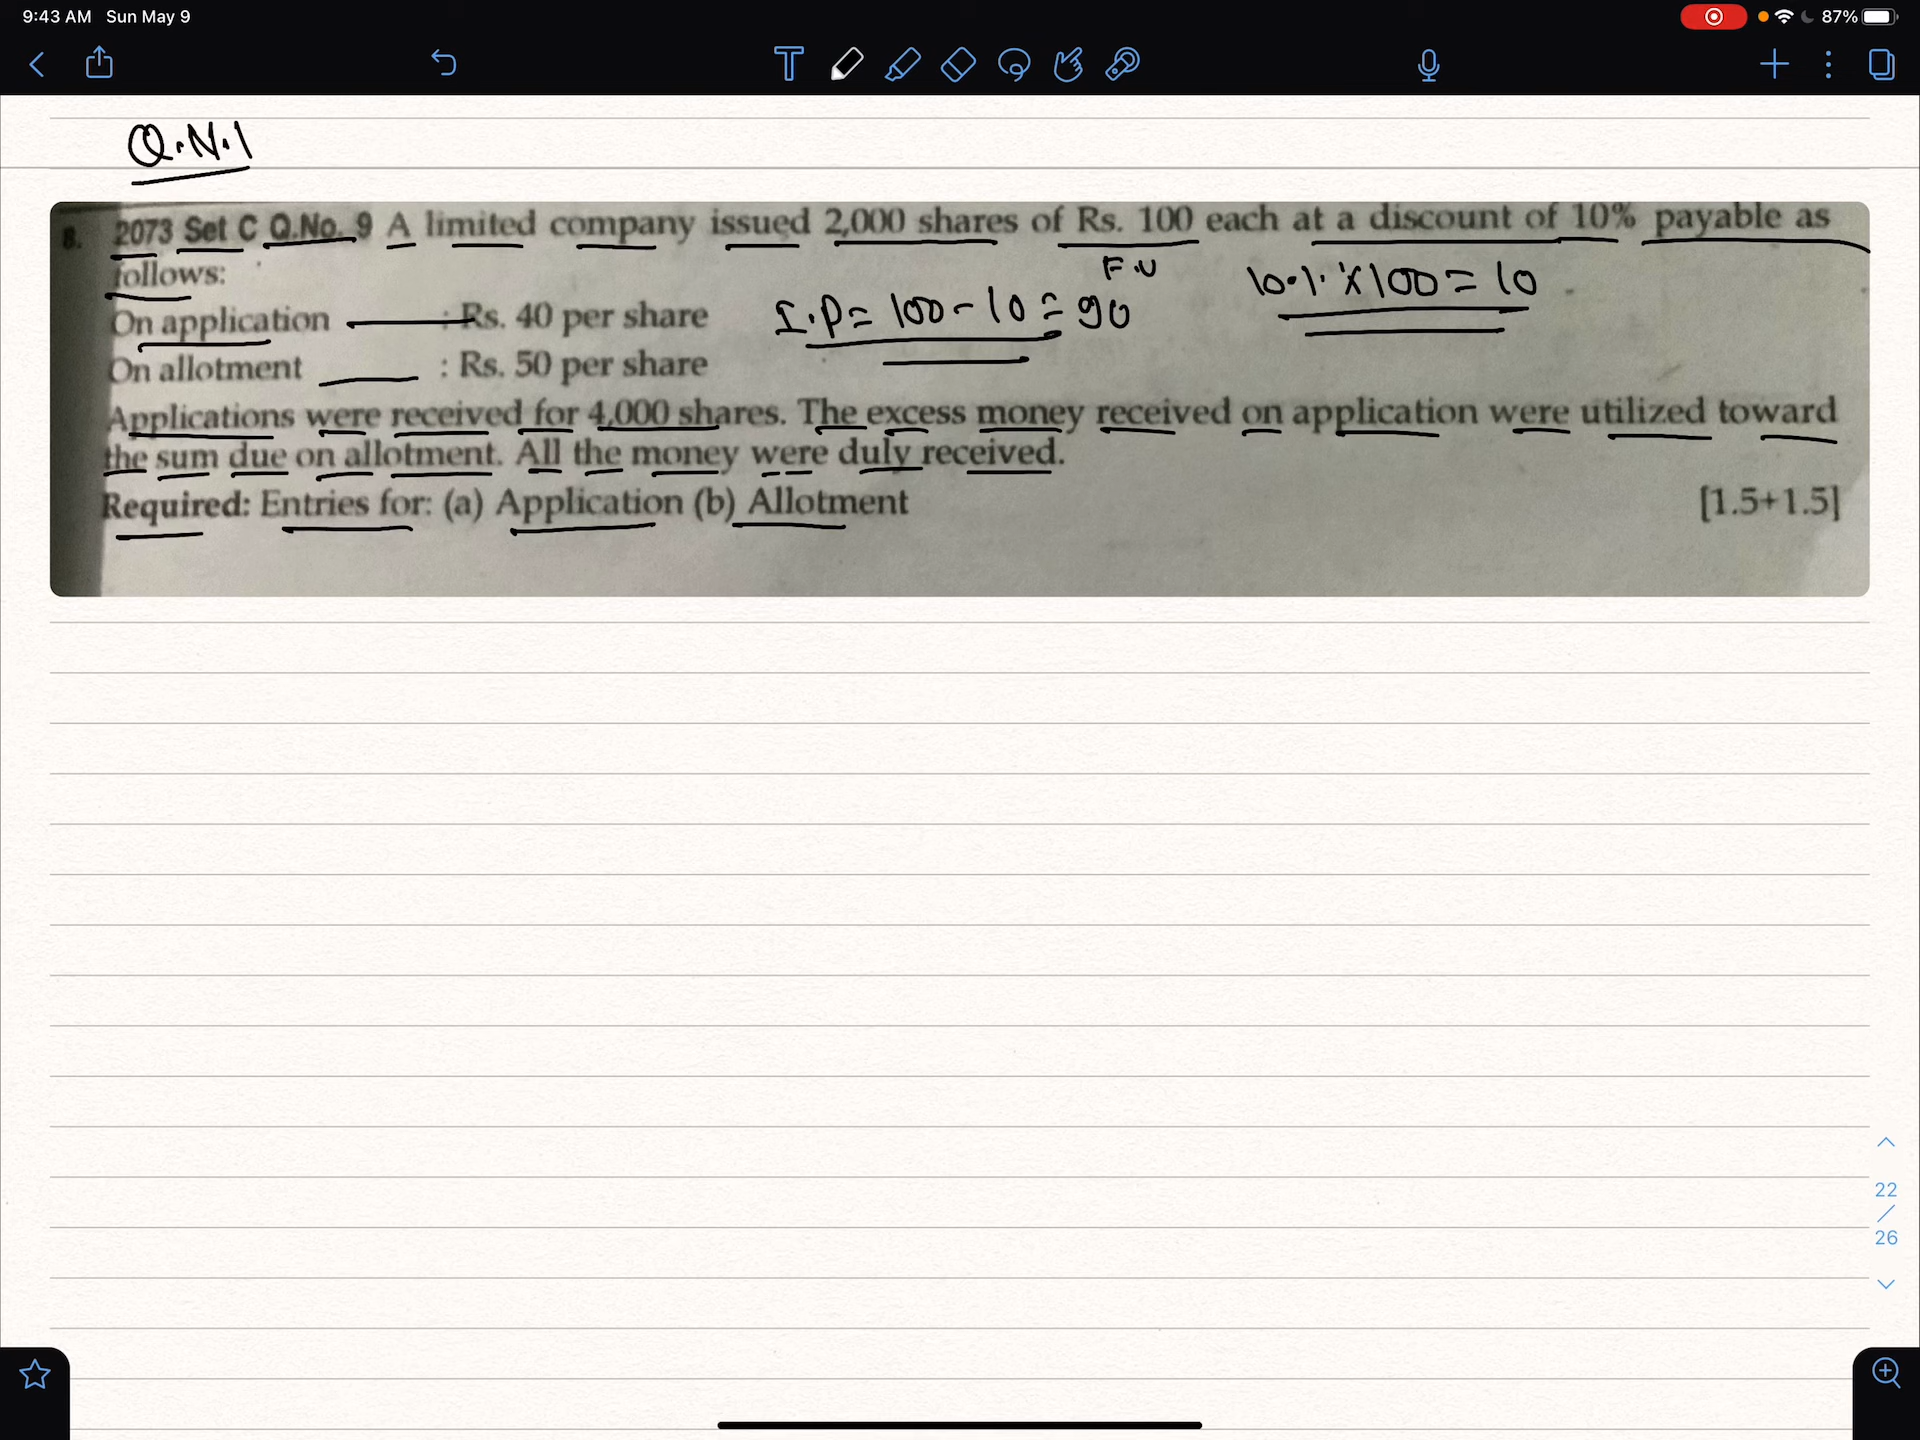 9:43 AM Sun May 9
87%
Q.N.1
8. 2073 Set C Q.No. 9 A limited company issued 2,000 shares of Rs. 100 each at a discount of 10% payable as
follows:
F.V
10% × 100 = 10
On application : Rs. 40 per share
I.P = 100 - 10 = 90
On allotment : Rs. 50 per share
Applications were received for 4,000 shares. The excess money received on application were utilized toward
the sum due on allotment. All the money were duly received.
Required: Entries for: (a) Application (b) Allotment [1.5+1.5]
22
/
26